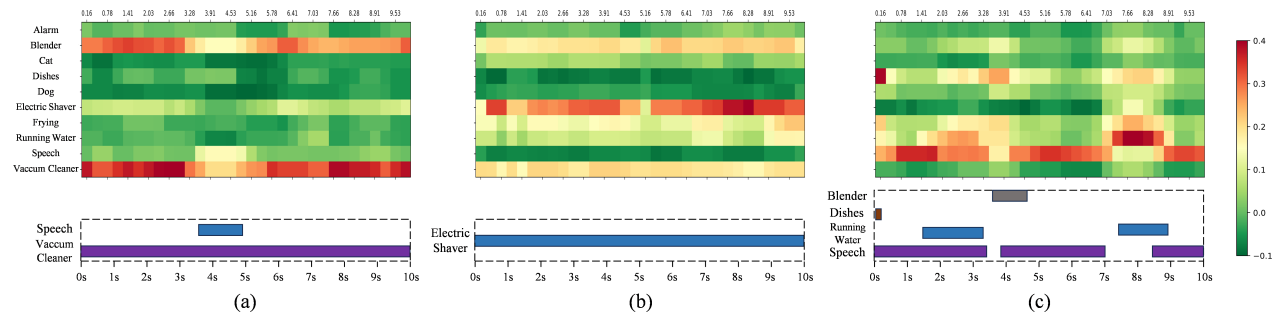 0.16 0.78 1.41 2.03 2.66 3.28 3.91 4.53 5.16 5.78 6.41 7.03 7.66 8.28 8.91 9.53
0.16 0.78 1.41 2.03 2.66 3.28 3.91 4.53 5.16 5.78 6.41 7.03 7.66 8.28 8.91 9.53
0.16 0.78 1.41 2.03 2.66 3.28 3.91 4.53 5.16 5.78 6.41 7.03 7.66 8.28 8.91 9.53
Alarm
Blender
Cat
Dishes
Dog
Electric Shaver
Frying
Running Water
Speech
Vaccum Cleaner
0.4
0.3
0.2
0.1
0.0
−0.1
Speech
Vaccum
Cleaner
0s 1s 2s 3s 4s 5s 6s 7s 8s 9s 10s
(a)
Electric
Shaver
0s 1s 2s 3s 4s 5s 6s 7s 8s 9s 10s
(b)
Blender
Dishes
Running
Water
Speech
0s 1s 2s 3s 4s 5s 6s 7s 8s 9s 10s
(c)